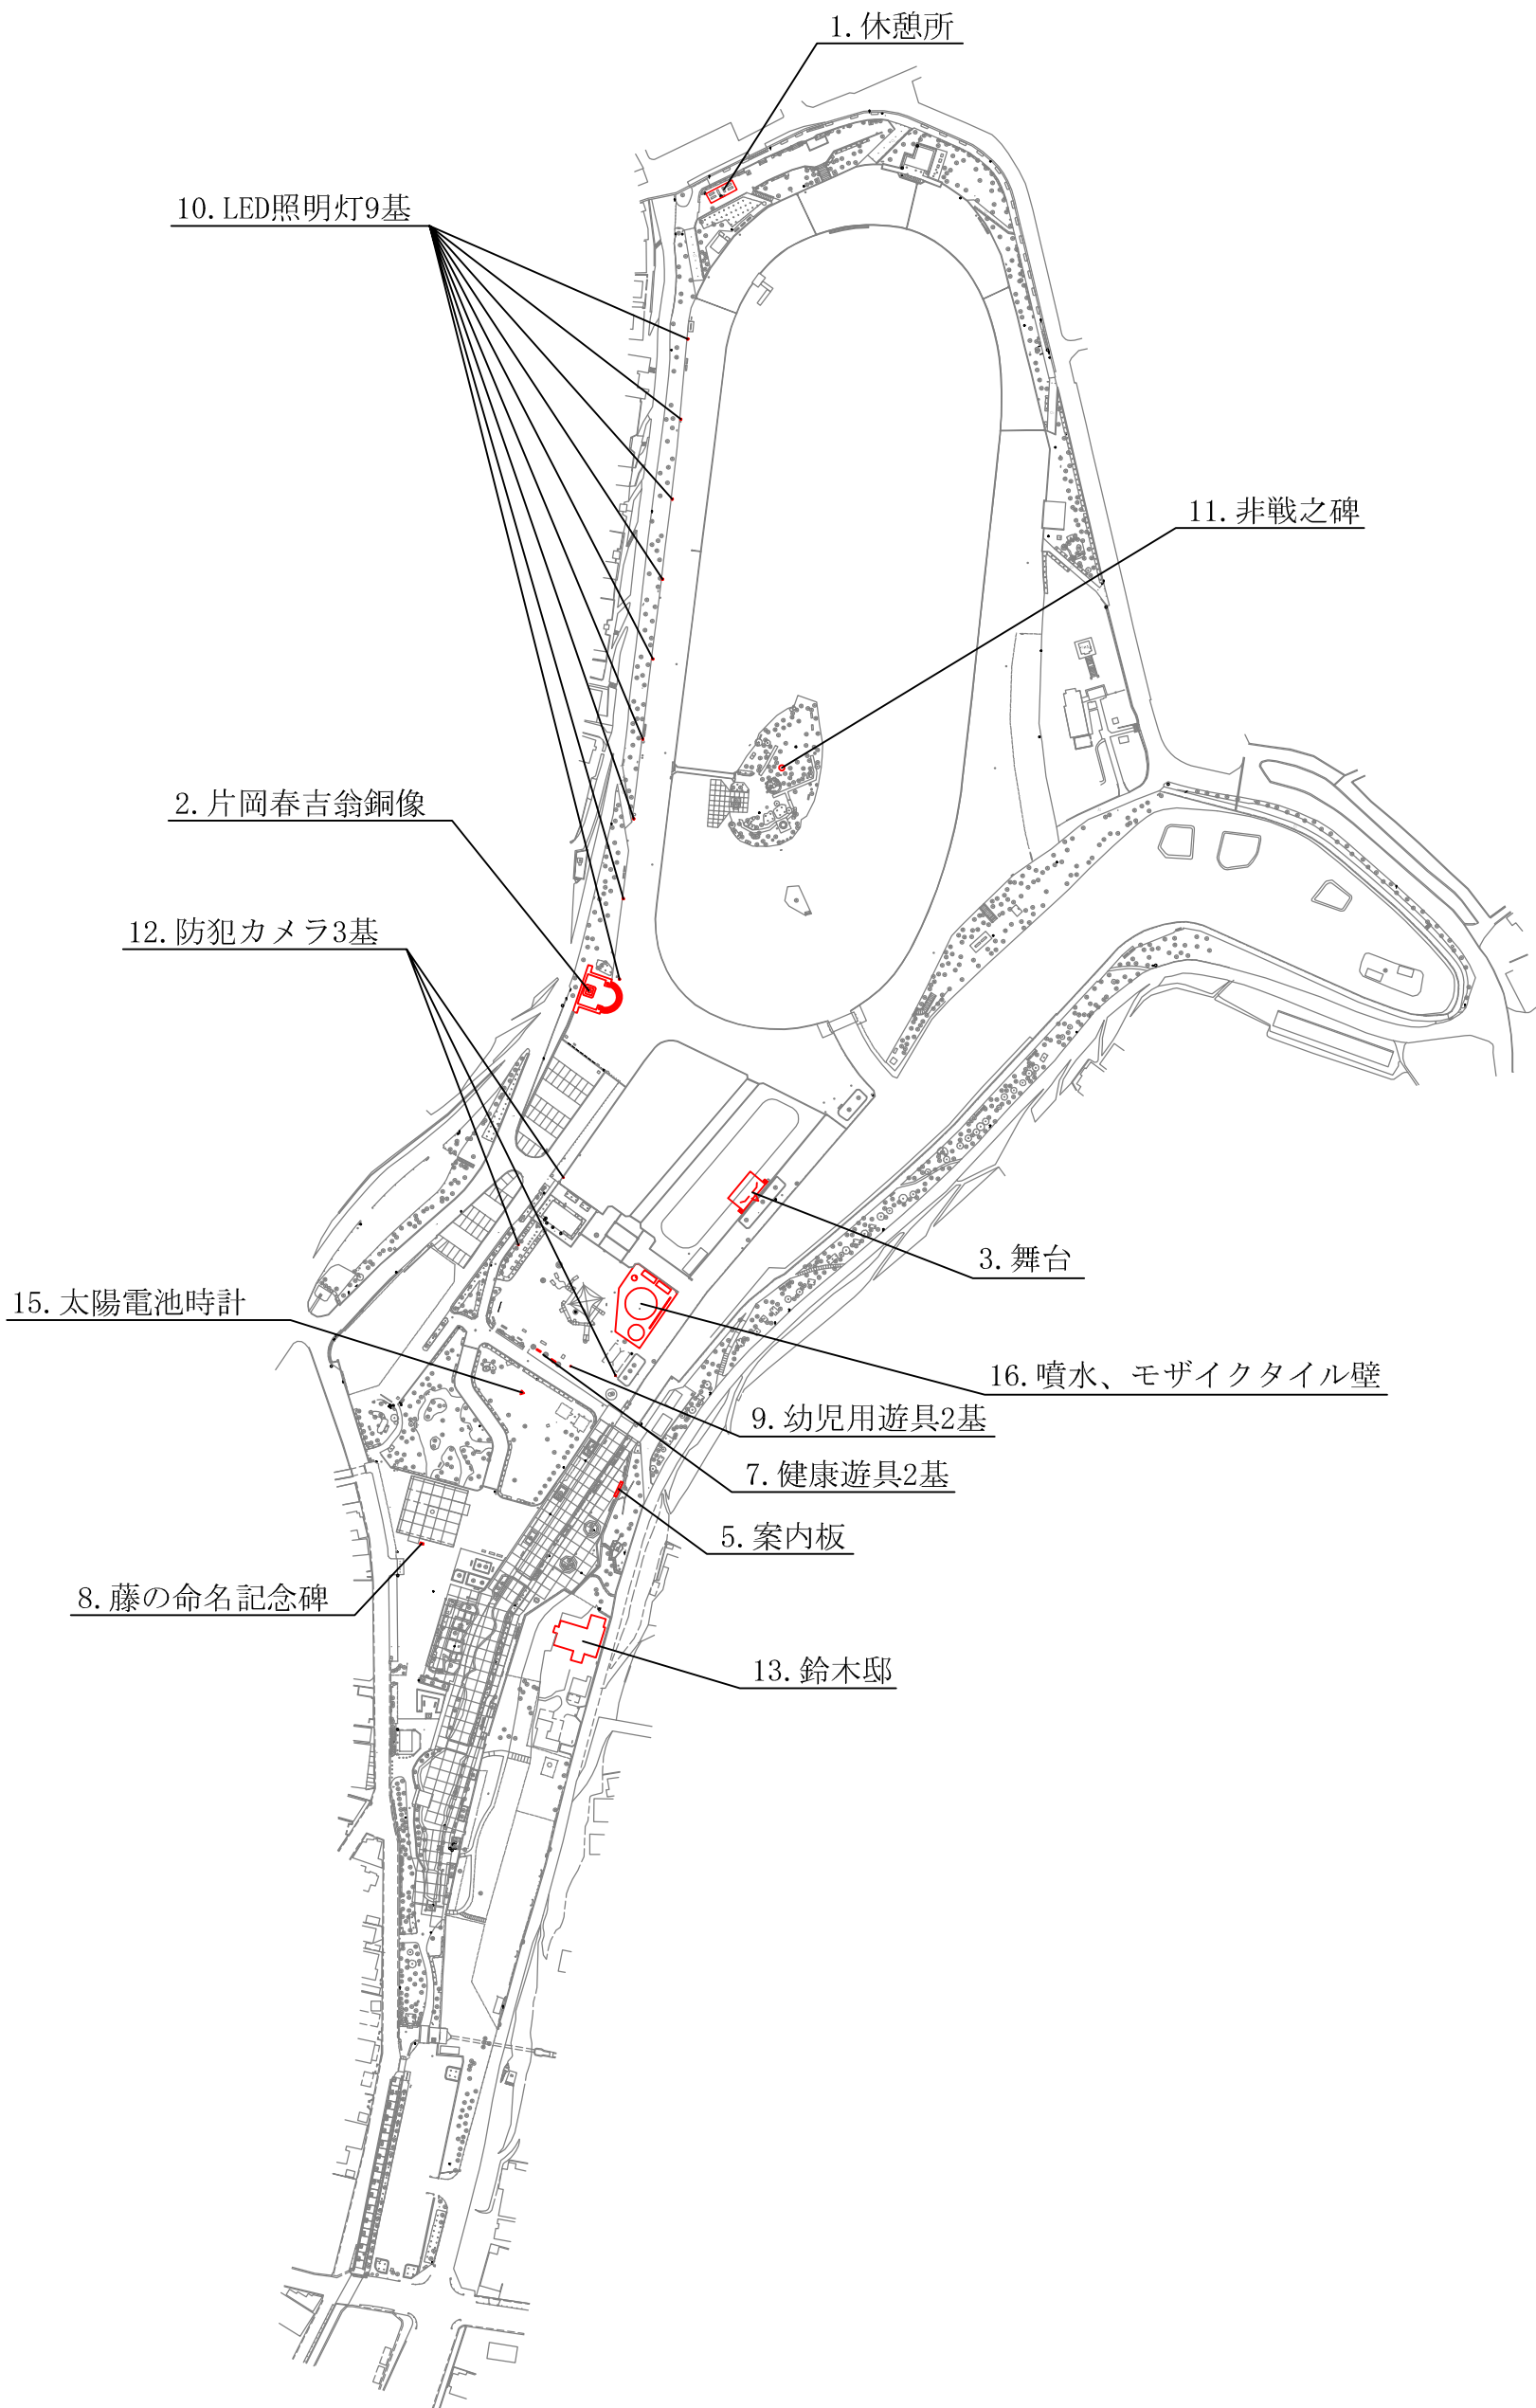 1.休憩所
10.LED照明灯9基
11.非戦之碑
2.片岡春吉翁銅像
12.防犯カメラ3基
3.舞台
15.太陽電池時計
16.噴水、モザイクタイル壁
9.幼児用遊具2基
7.健康遊具2基
5.案内板
8.藤の命名記念碑
13.鈴木邸